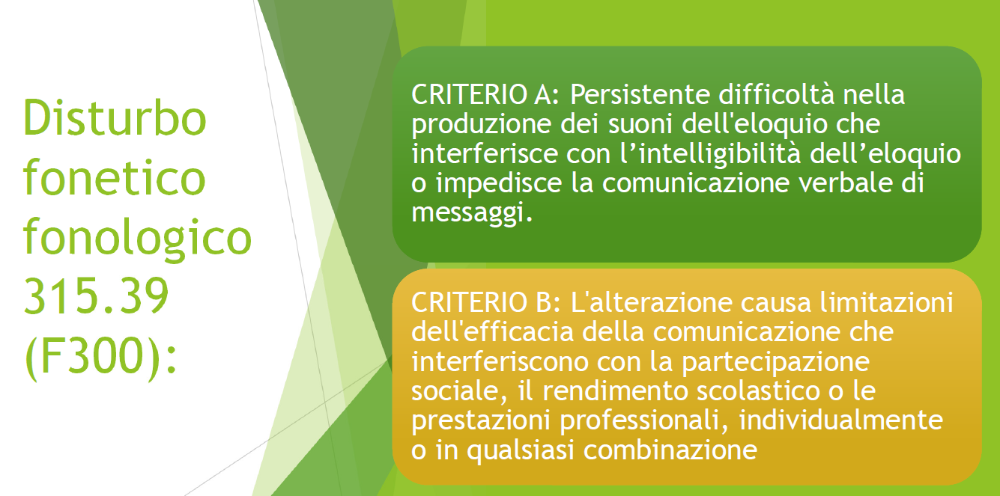 Disturbo
fonetico
fonologico
315.39
(F300):
CRITERIO A: Persistente difficoltà nella
produzione dei suoni dell'eloquio che
interferisce con l’intelligibilità dell’eloquio
o impedisce la comunicazione verbale di
messaggi.
CRITERIO B: L'alterazione causa limitazioni
dell'efficacia della comunicazione che
interferiscono con la partecipazione
sociale, il rendimento scolastico o le
prestazioni professionali, individualmente
o in qualsiasi combinazione